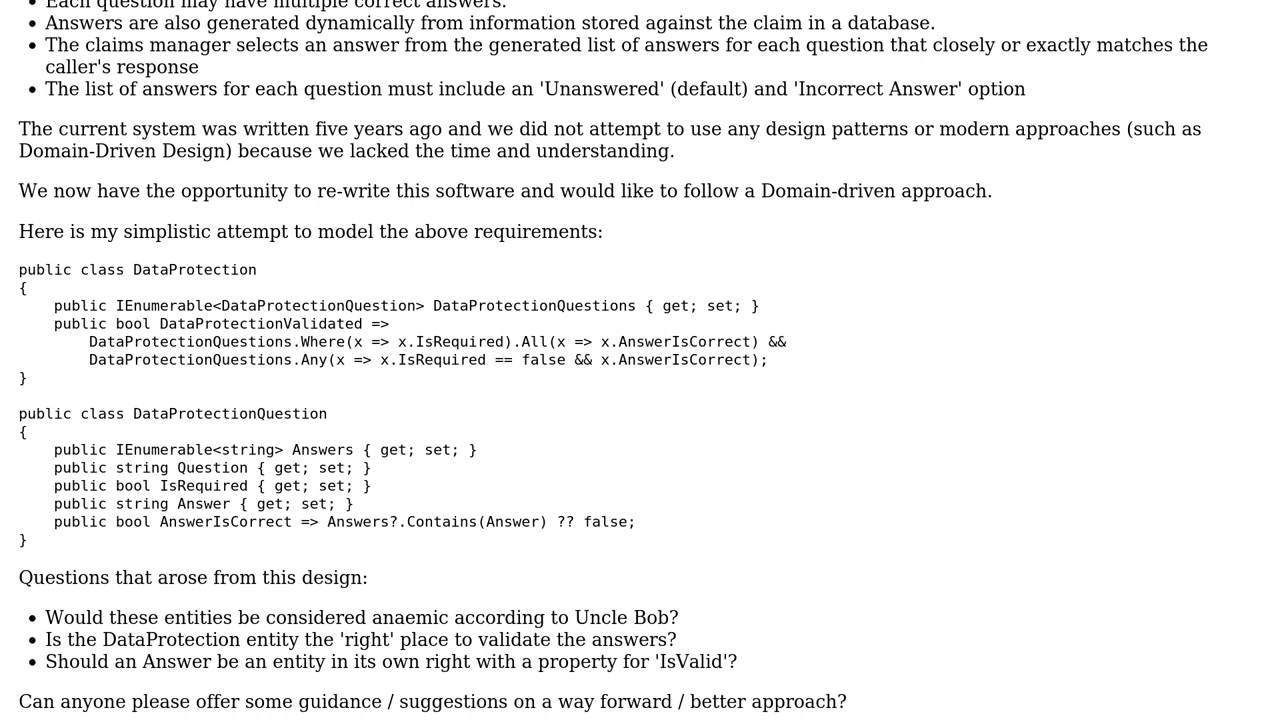 Each question may have multiple correct answers.
Answers are also generated dynamically from information stored against the claim in a database.
The claims manager selects an answer from the generated list of answers for each question that closely or exactly matches the
caller's response
The list of answers for each question must include an 'Unanswered' (default) and 'Incorrect Answer' option
The current system was written five years ago and we did not attempt to use any design patterns or modern approaches (such as
Domain-Driven Design) because we lacked the time and understanding.
We now have the opportunity to re-write this software and would like to follow a Domain-driven approach.
Here is my simplistic attempt to model the above requirements:
public class DataProtection
{
    public IEnumerable<DataProtectionQuestion> DataProtectionQuestions { get; set; }
    public bool DataProtectionValidated =>
        DataProtectionQuestions.Where(x => x.IsRequired).All(x => x.AnswerIsCorrect) &&
        DataProtectionQuestions.Any(x => x.IsRequired == false && x.AnswerIsCorrect);
}
public class DataProtectionQuestion
{
    public IEnumerable<string> Answers { get; set; }
    public string Question { get; set; }
    public bool IsRequired { get; set; }
    public string Answer { get; set; }
    public bool AnswerIsCorrect => Answers?.Contains(Answer) ?? false;
}
Questions that arose from this design:
Would these entities be considered anaemic according to Uncle Bob?
Is the DataProtection entity the 'right' place to validate the answers?
Should an Answer be an entity in its own right with a property for 'IsValid'?
Can anyone please offer some guidance / suggestions on a way forward / better approach?